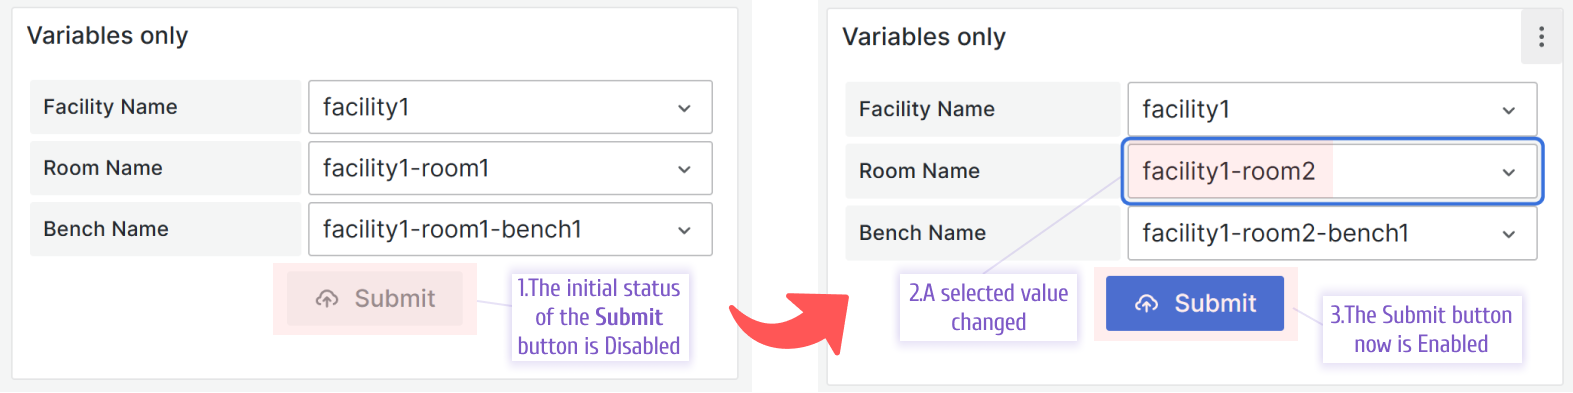 Variables only
Facility Name
facility1
Room Name
facility1-room1
Bench Name
facility1-room1-bench1
Submit
1.The initial status
of the Submit
button is Disabled
Variables only
Facility Name
facility1
Room Name
facility1-room2
Bench Name
facility1-room2-bench1
2.A selected value
changed
Submit
3.The Submit button
now is Enabled